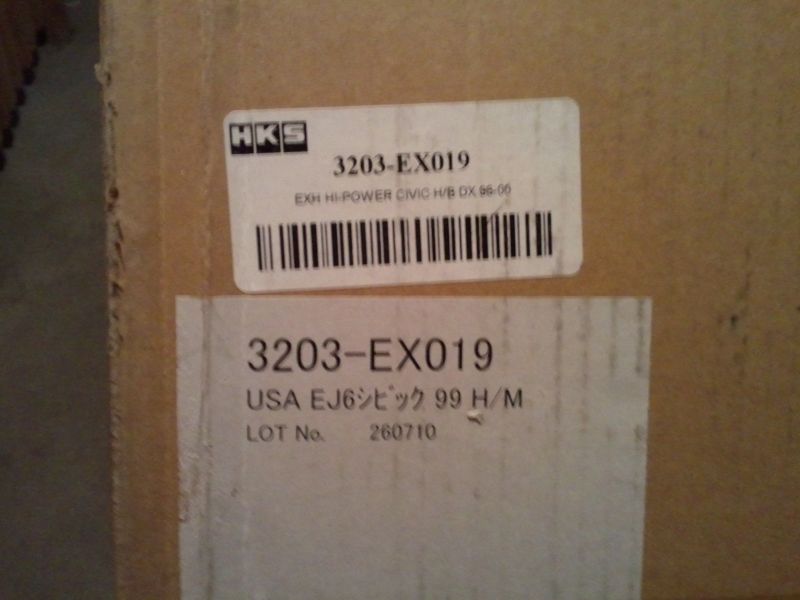 HKS
3203-EX019
EXH HI-POWER CIVIC H/B DX 96-00
3203-EX019
USA EJ6シビック 99 H/M
LOT No. 260710